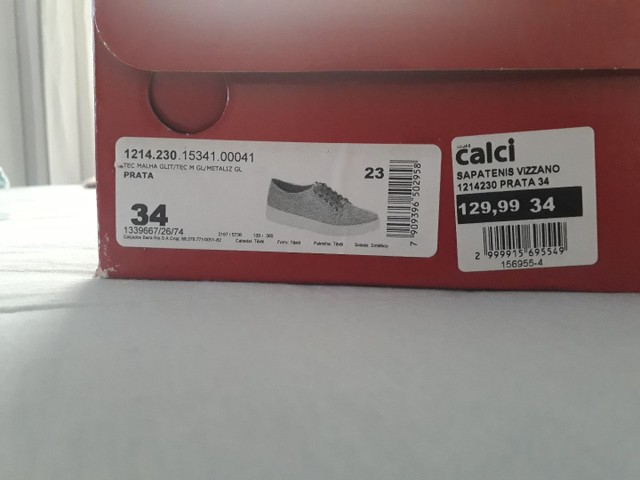 1214.230.15341.00041
TEC MALHA GLIT/TEC M GL/METALIZ GL
PRATA
23
34
1339667/26/74
7 909396 502958
calci
SAPATENIS VIZZANO
1214230 PRATA 34
129,99 34
2 999915 695549
156955-4